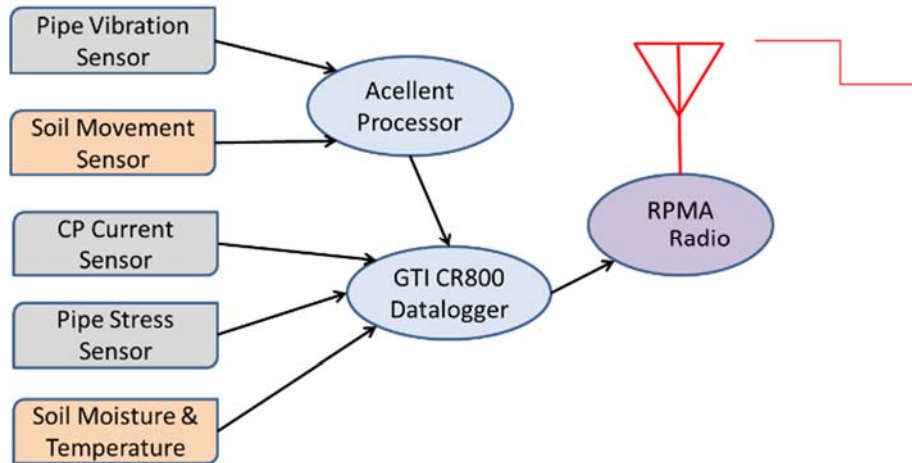 Pipe Vibration
Sensor
Soil Movement
Sensor
Acellent
Processor
CP Current
Sensor
Pipe Stress
Sensor
Soil Moisture &
Temperature
GTI CR800
Datalogger
RPMA
Radio